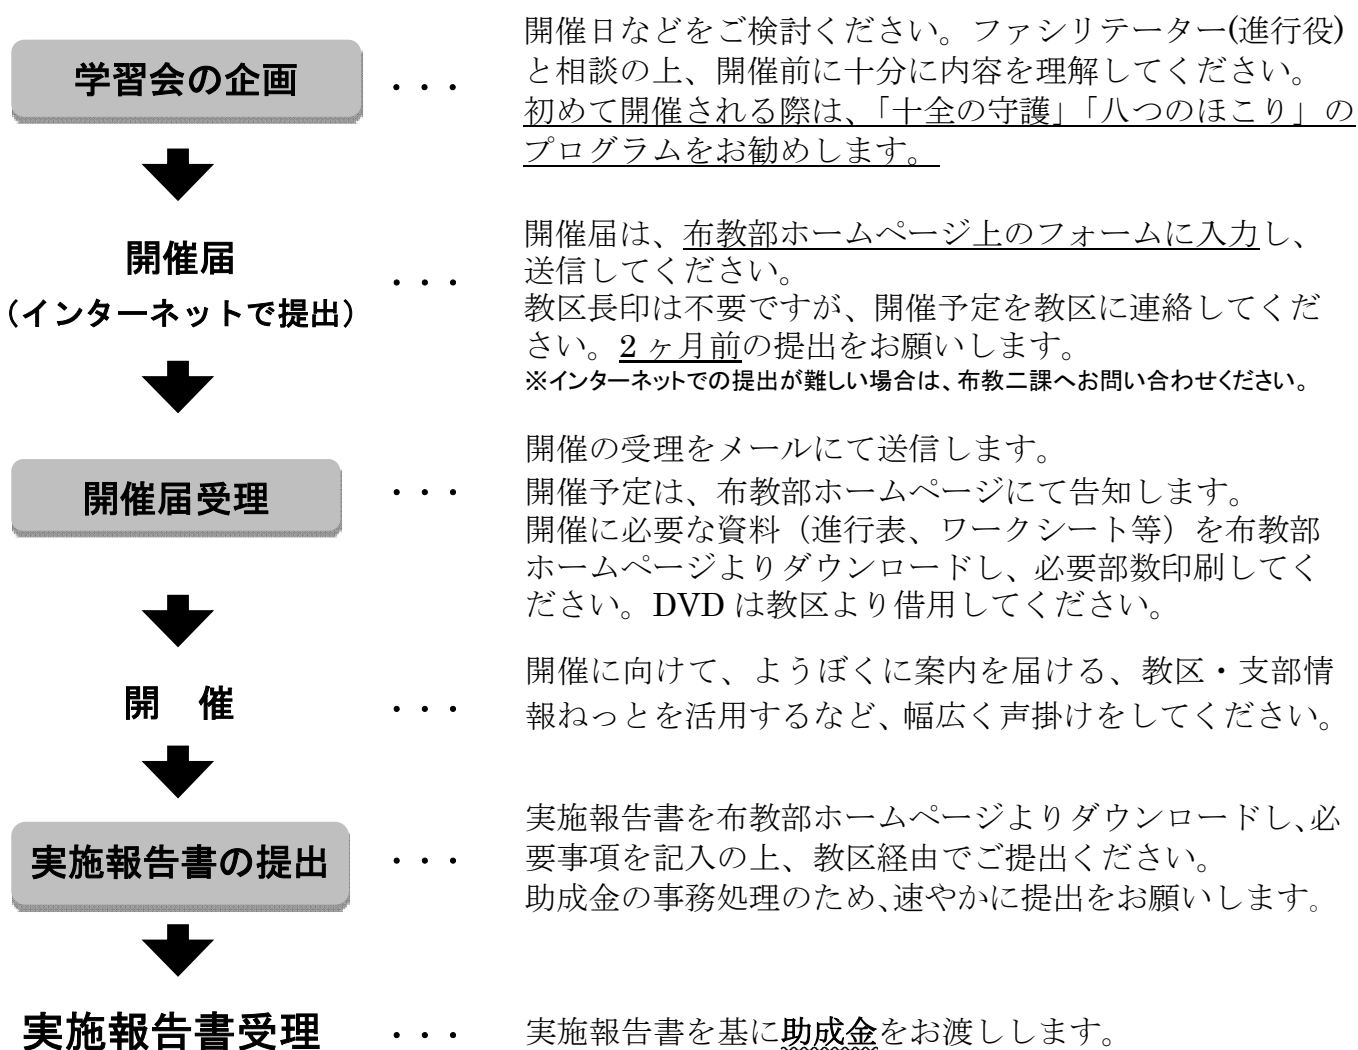 学習会の企画
・・・
開催日などをご検討ください。ファシリテーター(進行役)
と相談の上、開催前に十分に内容を理解してください。
初めて開催される際は、「十全の守護」「八つのほこり」の
プログラムをお勧めします。
開催届
(インターネットで提出)
・・・
開催届は、布教部ホームページ上のフォームに入力し、
送信してください。
教区長印は不要ですが、開催予定を教区に連絡してくだ
さい。2ヶ月前の提出をお願いします。
※インターネットでの提出が難しい場合は、布教二課へお問い合わせください。
開催届受理
・・・
開催の受理をメールにて送信します。
開催予定は、布教部ホームページにて告知します。
開催に必要な資料（進行表、ワークシート等）を布教部
ホームページよりダウンロードし、必要部数印刷してく
ださい。DVDは教区より借用してください。
開　催
・・・
開催に向けて、ようぼくに案内を届ける、教区・支部情
報ねっとを活用するなど、幅広く声掛けをしてください。
実施報告書の提出
・・・
実施報告書を布教部ホームページよりダウンロードし、必
要事項を記入の上、教区経由でご提出ください。
助成金の事務処理のため、速やかに提出をお願いします。
実施報告書受理
・・・
実施報告書を基に助成金をお渡しします。